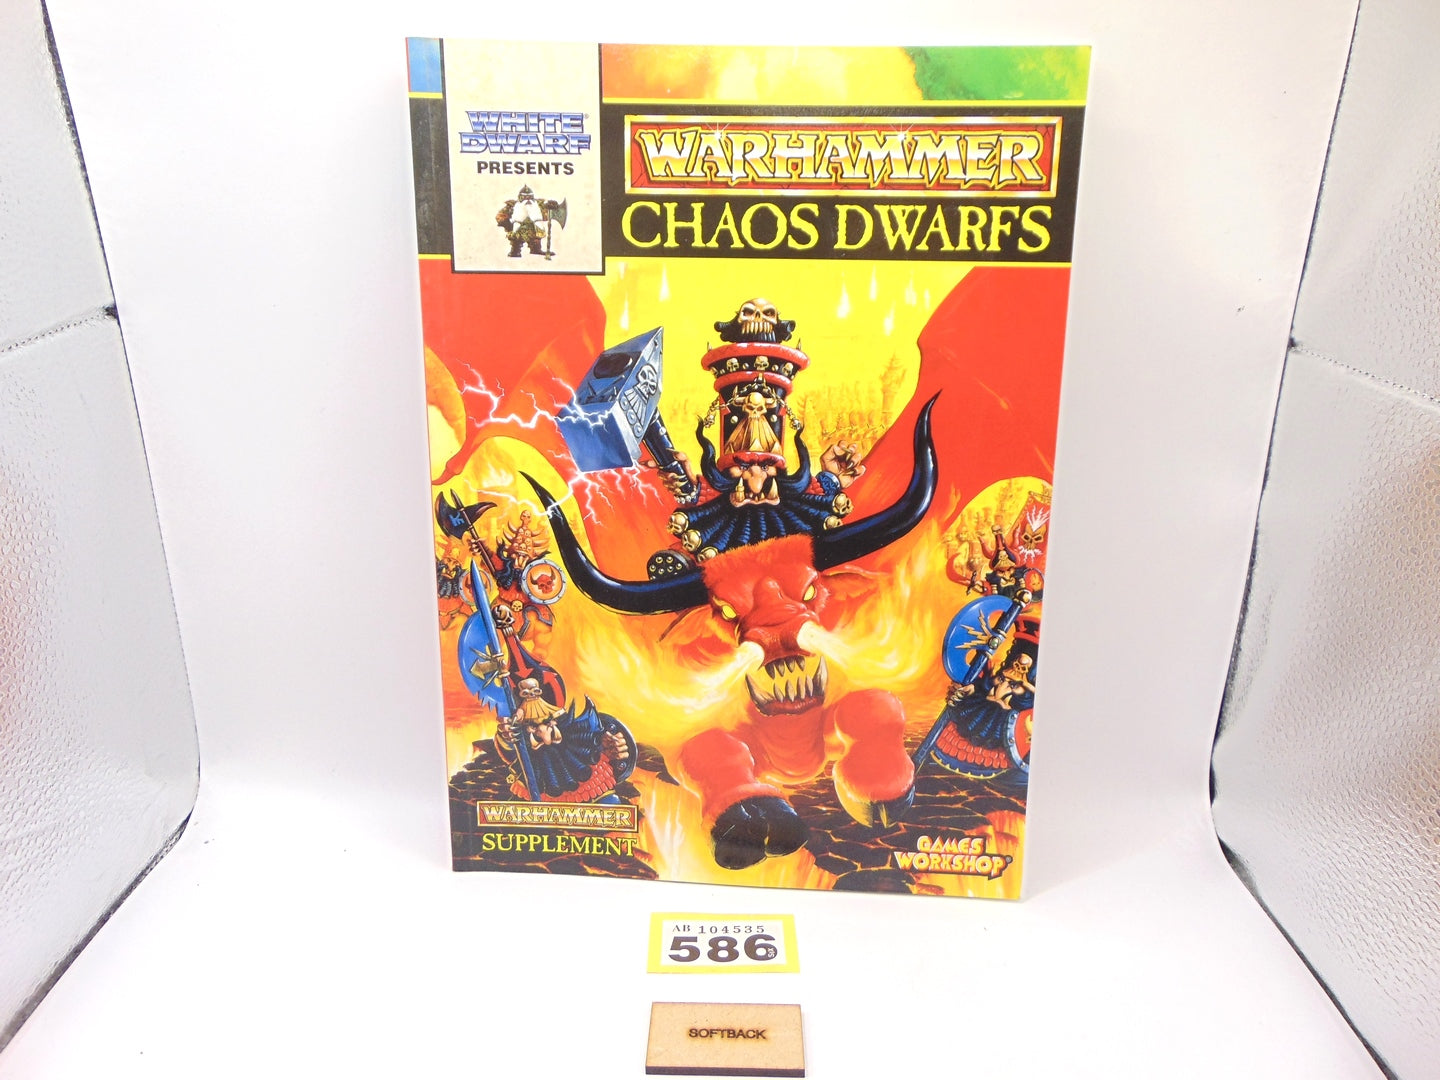 WHITE
DWARF
PRESENTS
WARHAMMER
CHAOS DWARFS
WARHAMMER
SUPPLEMENT
GAMES
WORKSHOP®
AB 104535
586
SOFTBACK